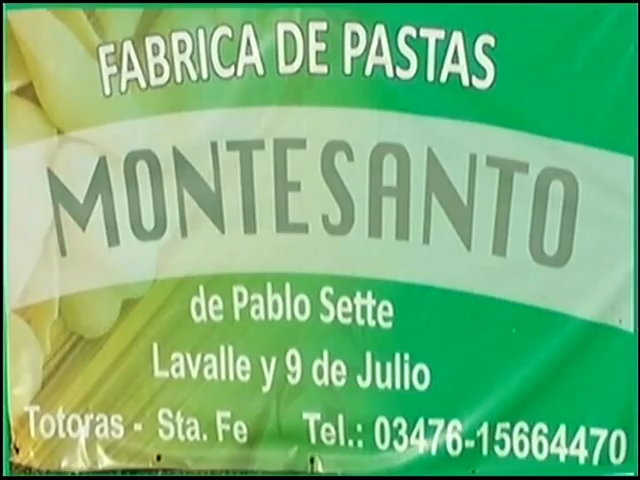 FABRICA DE PASTAS
MONTESANTO
de Pablo Sette
Lavalle y 9 de Julio
Totoras - Sta. Fe Tel.: 03476-15664470